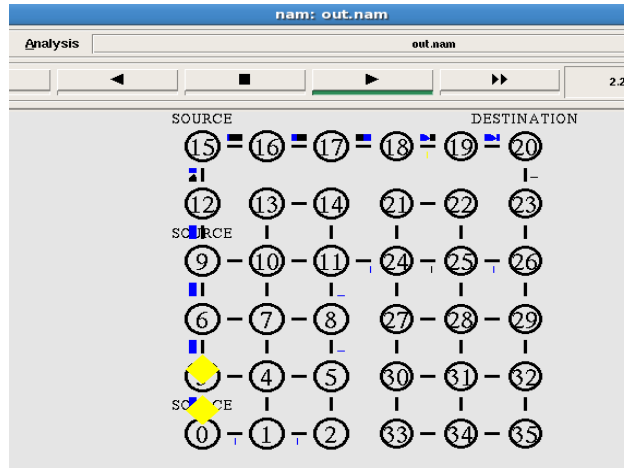 nam: out.nam
Analysis out.nam
2.2
SOURCE DESTINATION
15 16 17 18 19 20
12 13 14 21 22 23
SOURCE
9 10 11 24 25 26
6 7 8 27 28 29
4 5 30 31 32
0 1 2 33 34 35